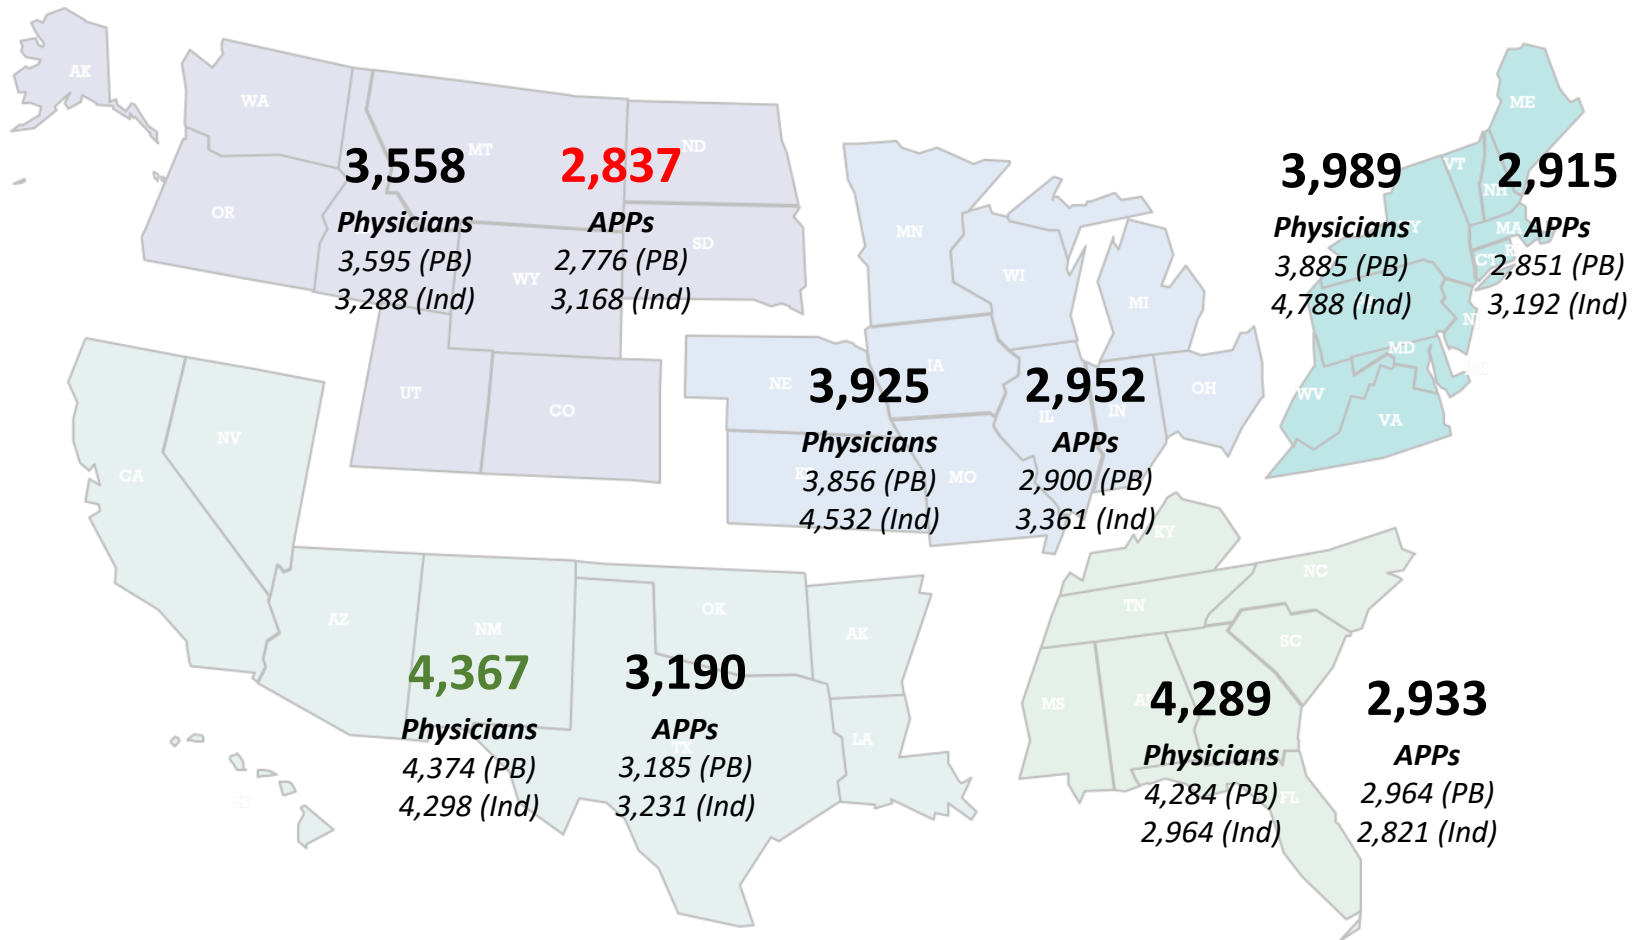 AK
WA
MT
ND
OR
SD
WY
3,558
Physicians
3,595 (PB)
3,288 (Ind)
2,837
APPs
2,776 (PB)
3,168 (Ind)
UT
CO
MN
WI
MI
NE
IA
IL
IN
OH
MO
3,925
Physicians
3,856 (PB)
4,532 (Ind)
2,952
APPs
2,900 (PB)
3,361 (Ind)
ME
VT
NH
MA
CT
MD
WV
VA
3,989
Physicians
3,885 (PB)
4,788 (Ind)
2,915
APPs
2,851 (PB)
3,192 (Ind)
CA
NV
AZ
NM
OK
AK
TX
LA
4,367
Physicians
4,374 (PB)
4,298 (Ind)
3,190
APPs
3,185 (PB)
3,231 (Ind)
KY
TN
NC
SC
MS
FL
4,289
Physicians
4,284 (PB)
2,964 (Ind)
2,933
APPs
2,964 (PB)
2,821 (Ind)